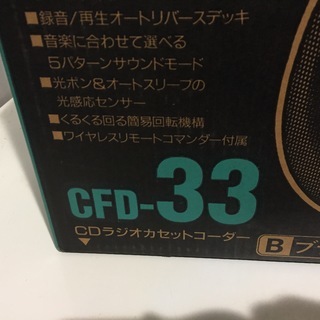 ■録音/再生オートリバースデッキ
■音楽に合わせて選べる
5パターンサウンドモード
■光ポン&オートスリープの
光感応センサー
■くるくる回る簡易回転機構
■ワイヤレスリモートコマンダー付属
CFD-33
CDラジオカセットコーダー
B